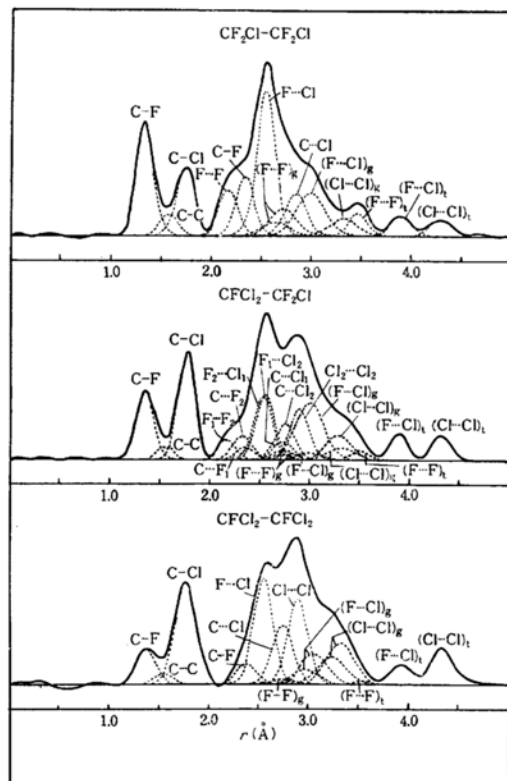 CF₂Cl-CF₂Cl
F···Cl
C-F
C-Cl
C-F
F···F
(F···F)g
C···Cl
(F···Cl)g
(Cl···Cl)g
(F···F)t
(F···Cl)t
(Cl···Cl)t
C-C
1.0 2.0 3.0 4.0
CFCl₂-CF₂Cl
C-Cl
C-F
F₂···Cl₁
F₁···Cl₂
C···Cl₁
C···Cl₂
Cl₂···Cl₂
(F···Cl)g
(Cl···Cl)g
C···F₂
F₂···F₂
C-C
(F···Cl)t
(Cl···Cl)t
C···F₁
(F···F)g
(F···Cl)g
(Cl···Cl)g
(F···F)t
1.0 2.0 3.0 4.0
CFCl₂-CFCl₂
C-Cl
F···Cl
Cl···Cl
(F···Cl)g
(Cl···Cl)g
C-F
C···Cl
C-F
C-C
(F···Cl)t
(Cl···Cl)t
(F···F)g
(F···F)t
1.0 2.0 3.0 4.0
r (Å)